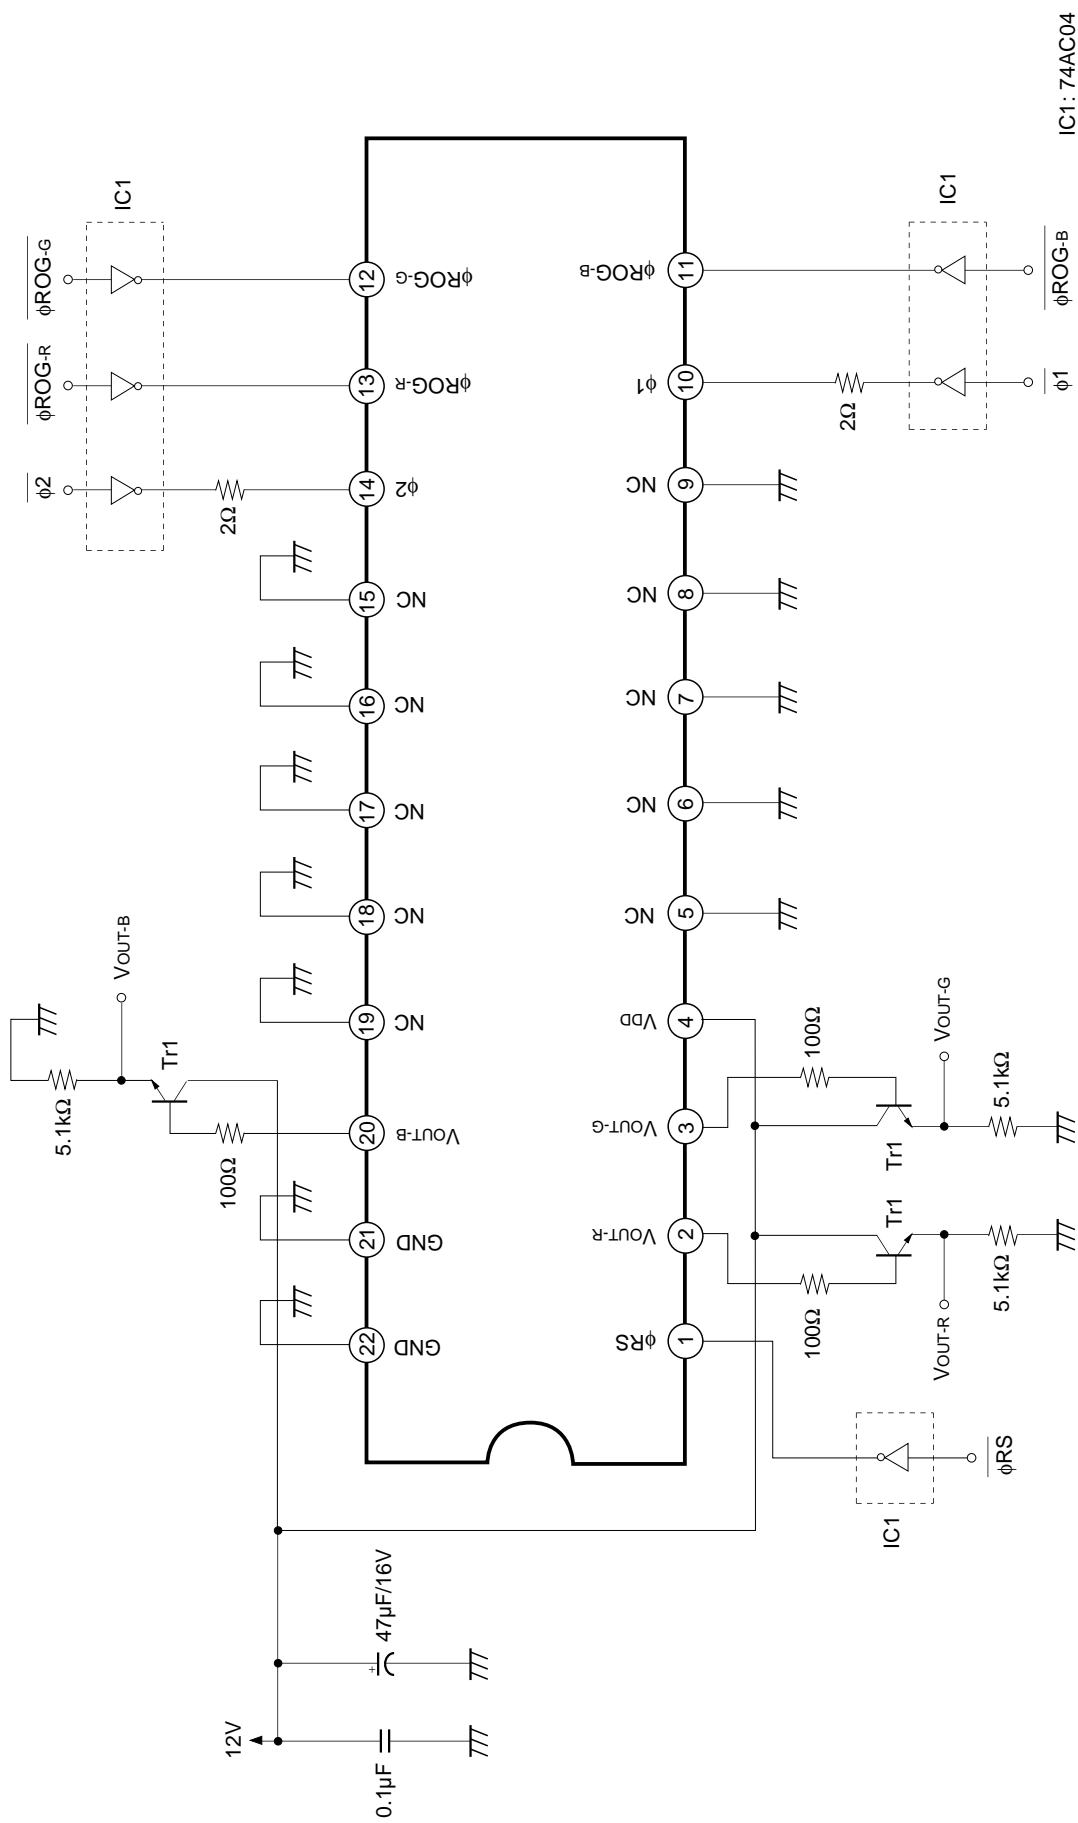 IC1: 74AC04
ϕROG-G
ϕROG-R
ϕ2
IC1
2Ω
12
13
14
15
16
17
18
19
20
21
22
ϕROG-G
ϕROG-R
ϕ2
NC
NC
NC
NC
NC
VOUT-B
GND
GND
5.1kΩ
VOUT-B
Tr1
100Ω
ϕROG-B
ϕ1
NC
NC
NC
NC
NC
VDD
VOUT-G
VOUT-R
ϕRS
11
10
9
8
7
6
5
4
3
2
1
IC1
2Ω
ϕROG-B
ϕ1
100Ω
VOUT-G
5.1kΩ
Tr1
Tr1
100Ω
5.1kΩ
VOUT-R
ϕRS
IC1
12V
0.1µF
+
47µF/16V